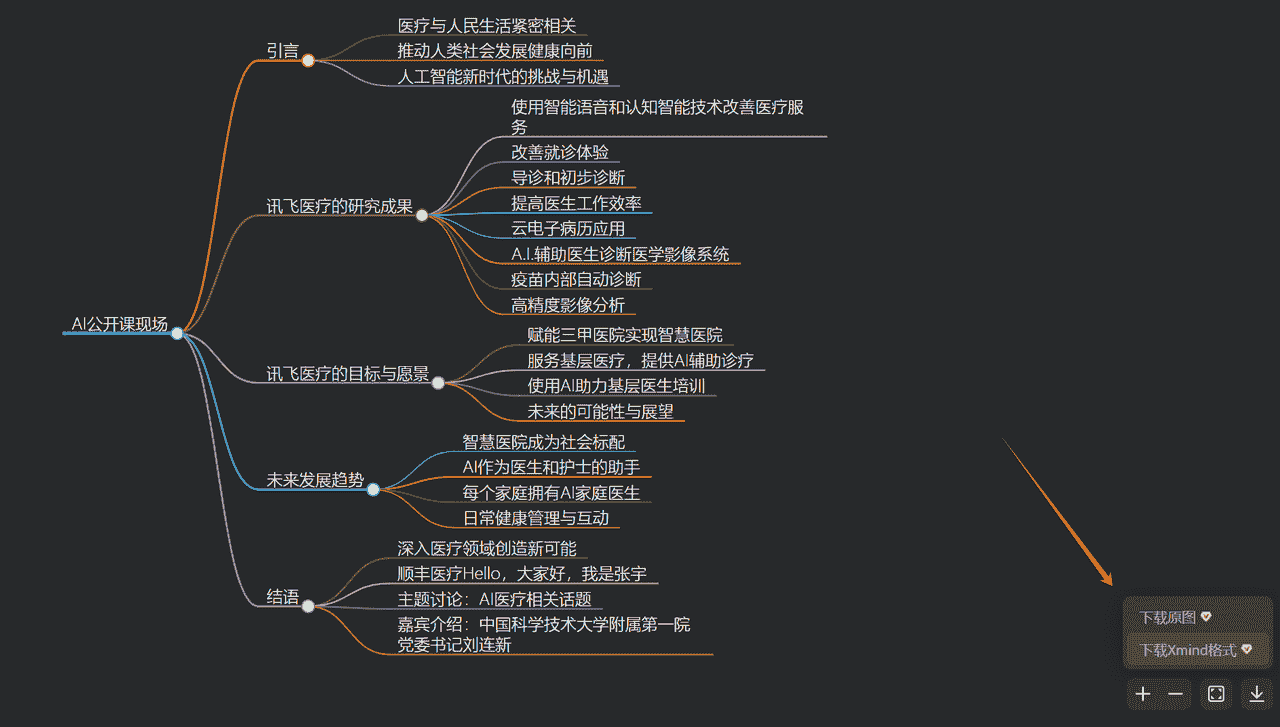 AI公开课现场
引言
医疗与人民生活紧密相关
推动人类社会发展健康向前
人工智能新时代的挑战与机遇
讯飞医疗的研究成果
使用智能语音和认知智能技术改善医疗服
务
改善就诊体验
导诊和初步诊断
提高医生工作效率
云电子病历应用
A.I.辅助医生诊断医学影像系统
疫苗内部自动诊断
高精度影像分析
讯飞医疗的目标与愿景
赋能三甲医院实现智慧医院
服务基层医疗，提供AI辅助诊疗
使用AI助力基层医生培训
未来的可能性与展望
未来发展趋势
智慧医院成为社会标配
AI作为医生和护士的助手
每个家庭拥有AI家庭医生
日常健康管理与互动
结语
深入医疗领域创造新可能
顺丰医疗Hello，大家好，我是张宇
主题讨论：AI医疗相关话题
嘉宾介绍：中国科学技术大学附属第一院
党委书记刘连新
下载原图
下载Xmind格式